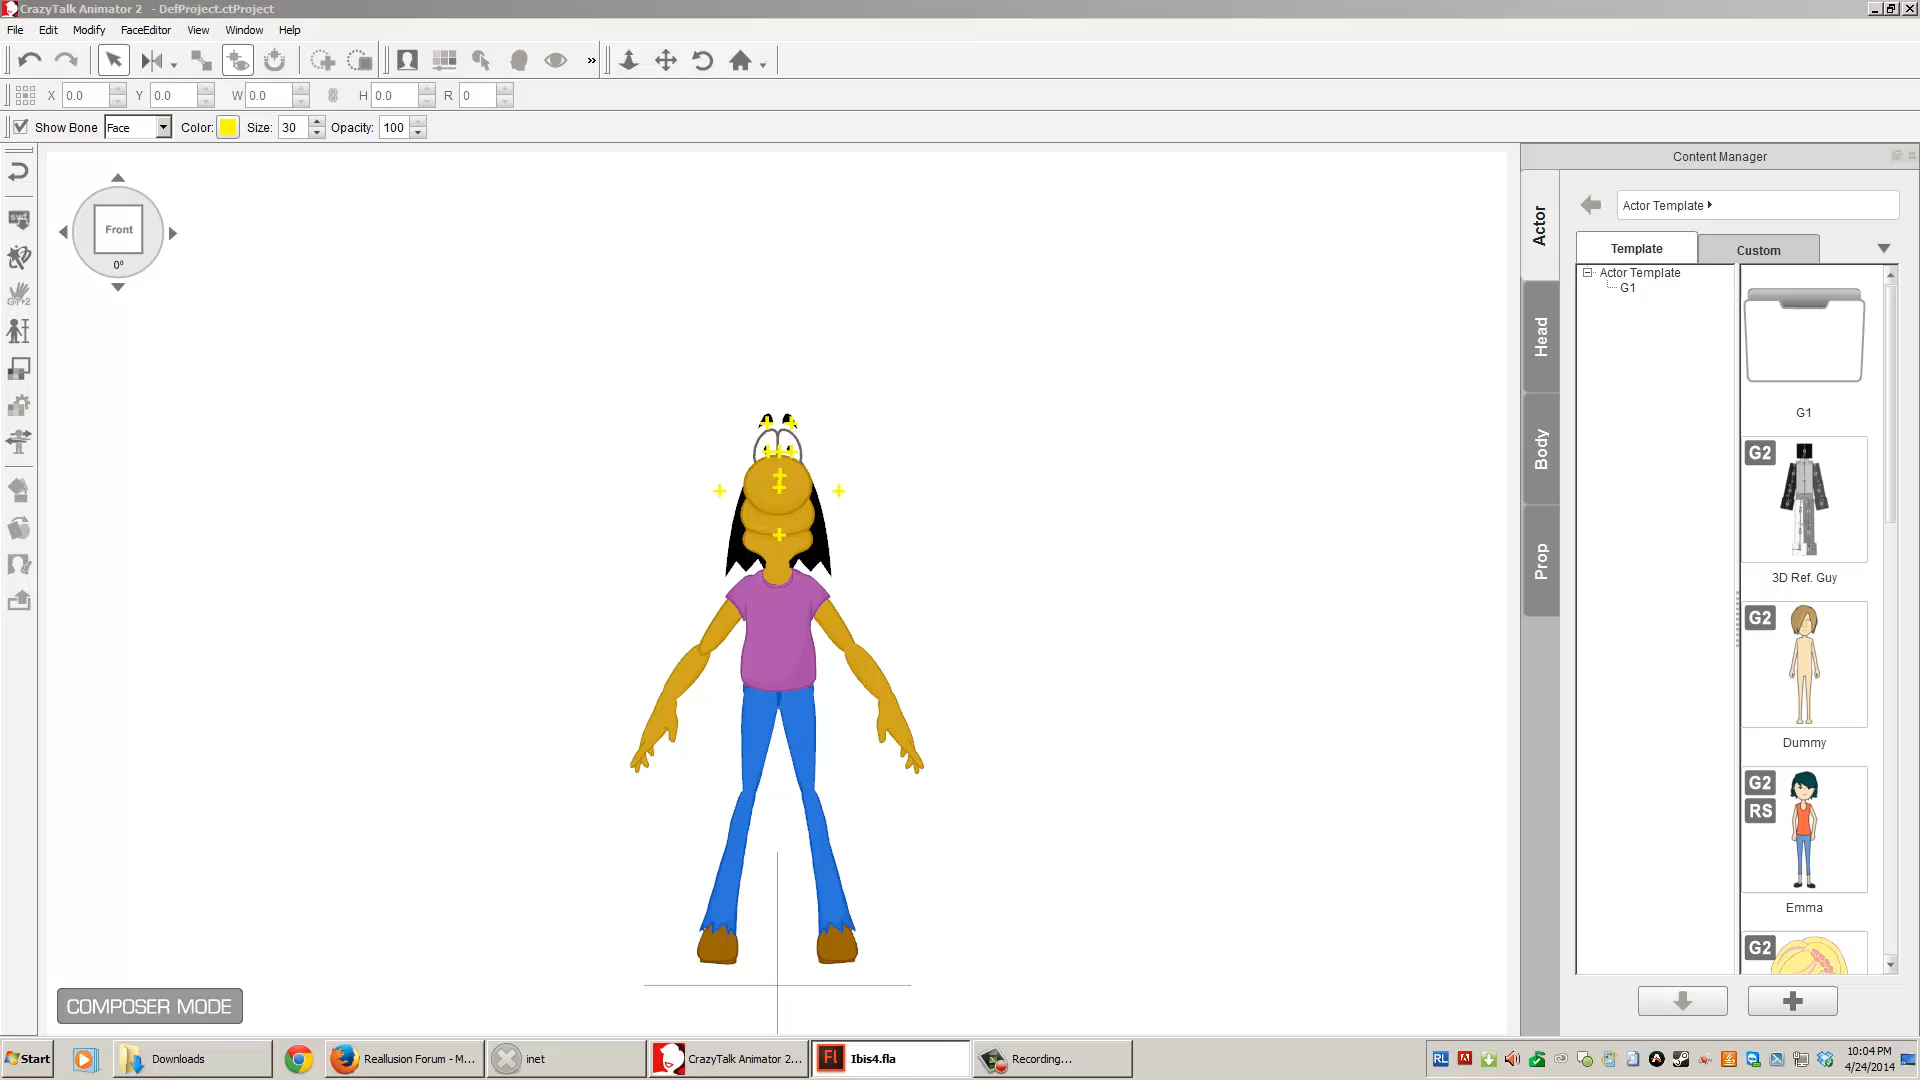 CrazyTalk Animator 2 - DefProject.ctProject
File Edit Modify FaceEditor View Window Help
X 0.0 Y 0.0 W 0.0 H 0.0 R 0
Show Bone Face Color: Size: 30 Opacity: 100
Content Manager
Actor Template
Front
0º
Template Custom
Actor Template
G1
Actor
Head
Body
Prop
G1
G2
3D Ref. Guy
G2
Dummy
G2
RS
Emma
G2
swf
COMPOSER MODE
Start Downloads Reallusion Forum - M... inet CrazyTalk Animator 2... Fl Ibis4.fla Recording...
RL
10:04 PM
4/24/2014